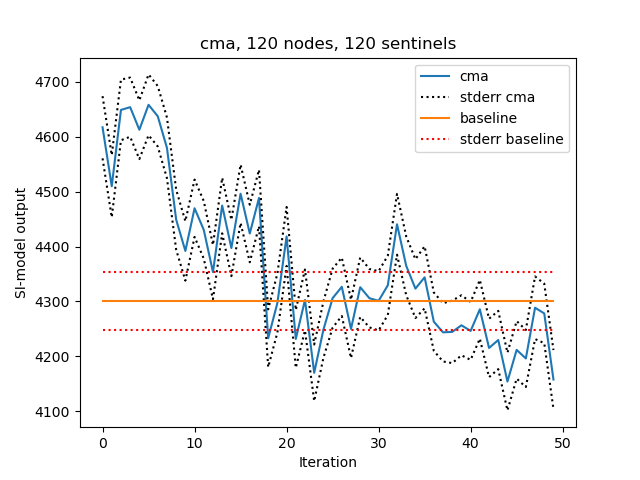 cma, 120 nodes, 120 sentinels
cma
stderr cma
baseline
stderr baseline
SI-model output
4700
4600
4500
4400
4300
4200
4100
0 10 20 30 40 50
Iteration